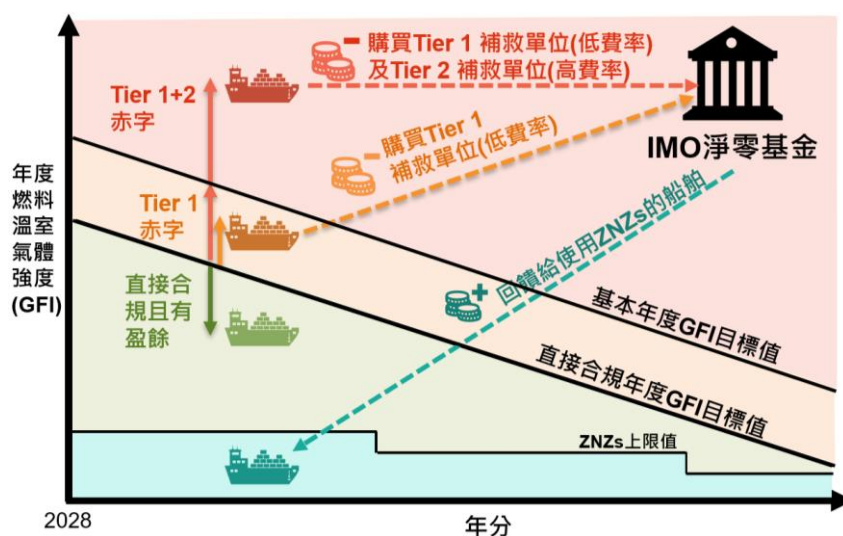 購買Tier 1 補救單位(低費率)
及Tier 2 補救單位(高費率)
Tier 1+2
赤字
購買Tier 1
補救單位(低費率)
IMO淨零基金
年度
燃料
溫室
氣體
強度
(GFI)
Tier 1
赤字
直接合
規且有
盈餘
回饋給使用ZNZs的船舶
基本年度GFI目標值
直接合規年度GFI目標值
ZNZs上限值
2028
年分